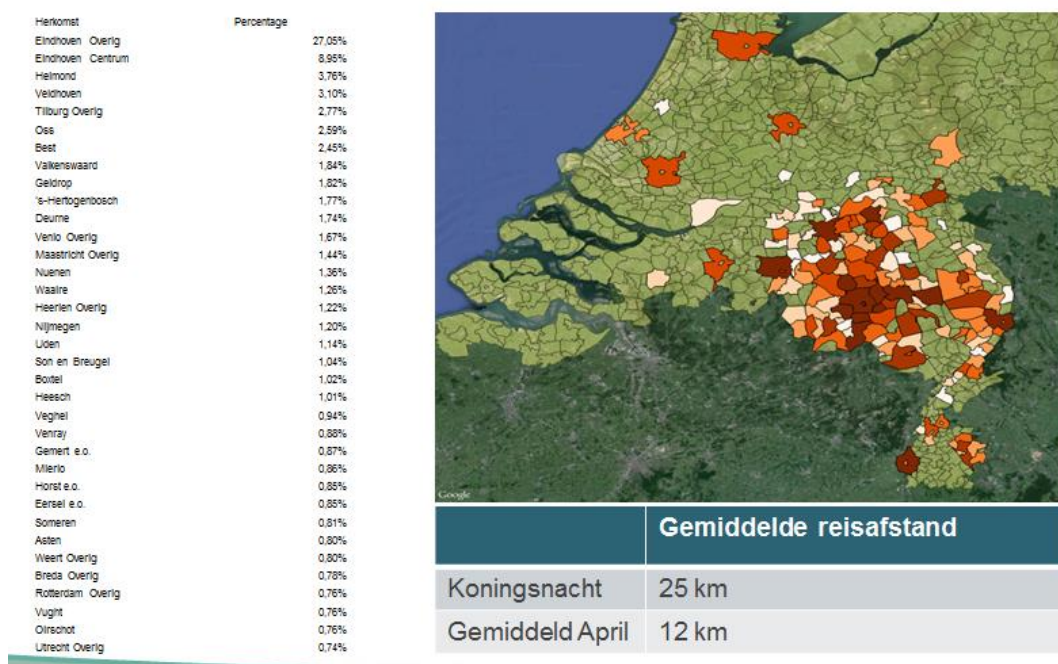 Herkomst Percentage
Eindhoven Overig 27,05%
Eindhoven Centrum 8,95%
Helmond 3,76%
Veldhoven 3,10%
Tilburg Overig 2,77%
Oss 2,59%
Best 2,45%
Valkenswaard 1,84%
Geldrop 1,82%
's-Hertogenbosch 1,77%
Deurne 1,74%
Venlo Overig 1,67%
Maastricht Overig 1,44%
Nuenen 1,36%
Waalre 1,26%
Heerlen Overig 1,22%
Nijmegen 1,20%
Uden 1,14%
Son en Breugel 1,04%
Boxtel 1,02%
Heesch 1,01%
Veghel 0,94%
Venray 0,88%
Gemert e.o. 0,87%
Mierlo 0,86%
Horst e.o. 0,85%
Eersel e.o. 0,85%
Someren 0,81%
Asten 0,80%
Weert Overig 0,80%
Breda Overig 0,78%
Rotterdam Overig 0,76%
Vught 0,76%
Oirschot 0,76%
Utrecht Overig 0,74%
Google
Gemiddelde reisafstand
Koningsnacht 25 km
Gemiddeld April 12 km